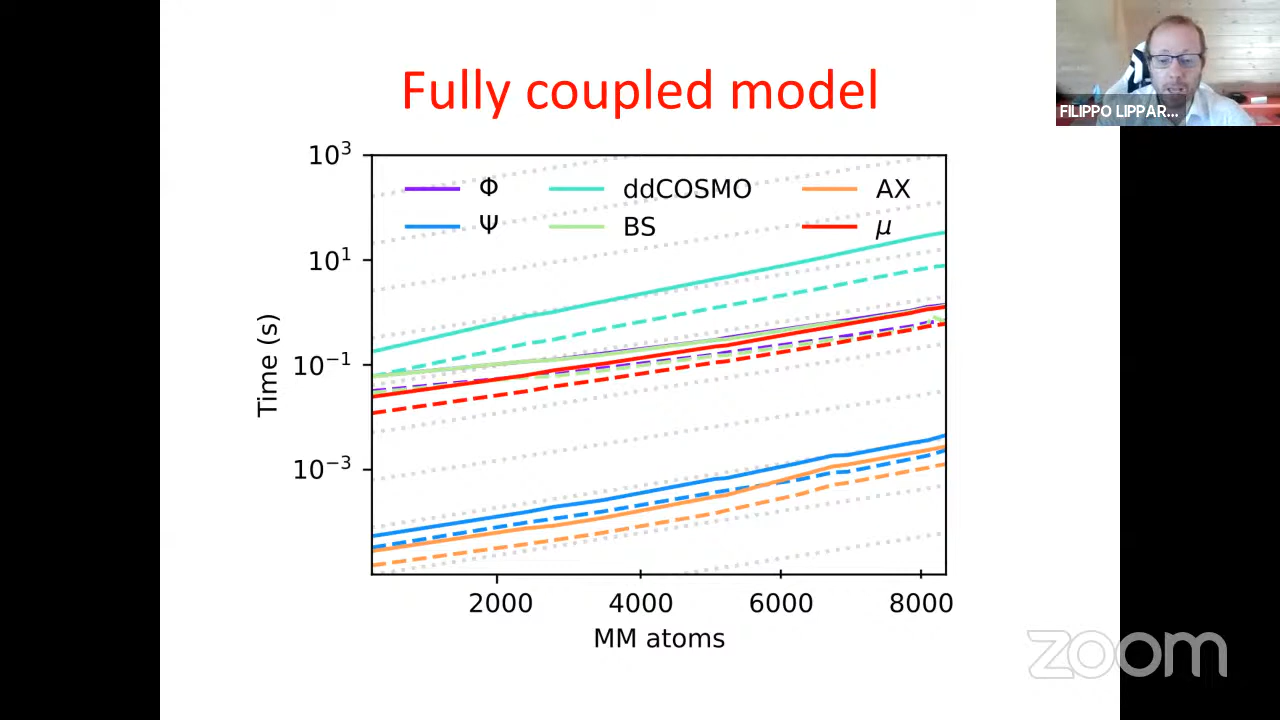 Fully coupled model
FILIPPO LIPPAR...
10³
Φ
ddCOSMO
AX
Ψ
BS
μ
10¹
10⁻¹
10⁻³
Time (s)
2000
4000
6000
8000
MM atoms
zoom